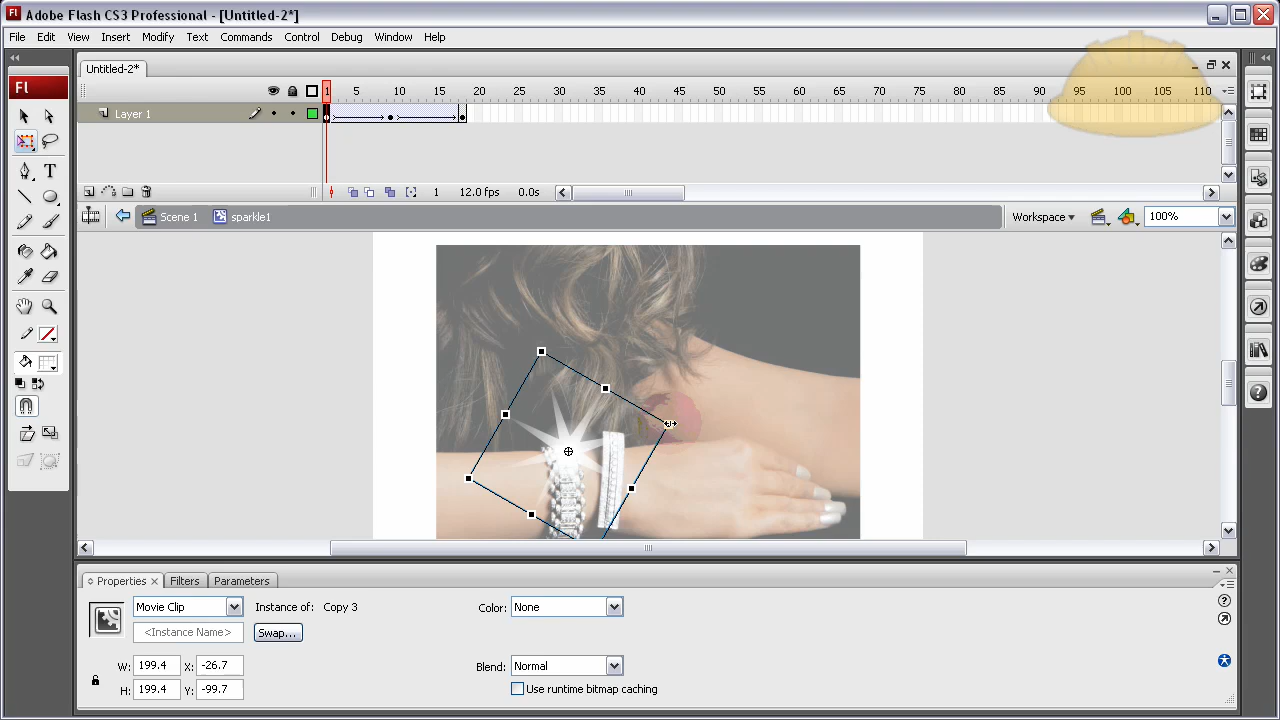 Fl Adobe Flash CS3 Professional - [Untitled-2*]
File Edit View Insert Modify Text Commands Control Debug Window Help
Untitled-2*
Fl
1 5 10 15 20 25 30 35 40 45 50 55 60 65 70 75 80 85 90 95 100 105 110
Layer 1
1 12.0 fps 0.0s
Scene 1 sparkle1 Workspace 100%
Properties Filters Parameters
Movie Clip Instance of: Copy 3 Color: None
<Instance Name> Swap...
W: 199.4 X: -26.7 Blend: Normal
H: 199.4 Y: -99.7 Use runtime bitmap caching